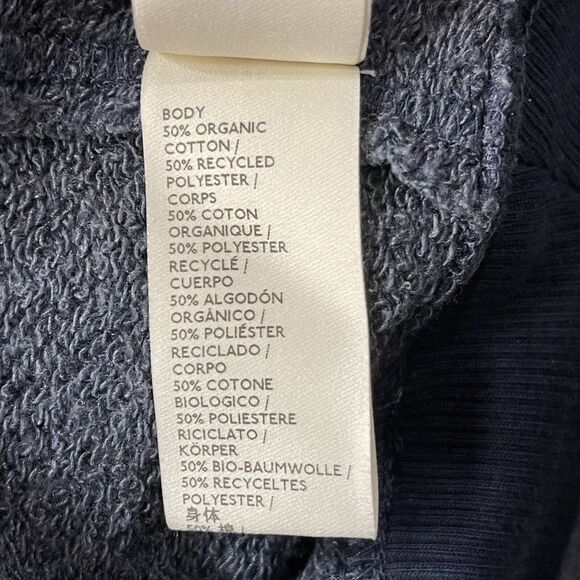 BODY
50% ORGANIC
COTTON /
50% RECYCLED
POLYESTER /
CORPS
50% COTON
ORGANIQUE /
50% POLYESTER
RECYCLÉ /
CUERPO
50% ALGODÓN
ORGÁNICO /
50% POLIÉSTER
RECICLADO /
CORPO
50% COTONE
BIOLOGICO /
50% POLIESTERE
RICICLATO /
KÖRPER
50% BIO-BAUMWOLLE /
50% RECYCELTES
POLYESTER /
身体
50%